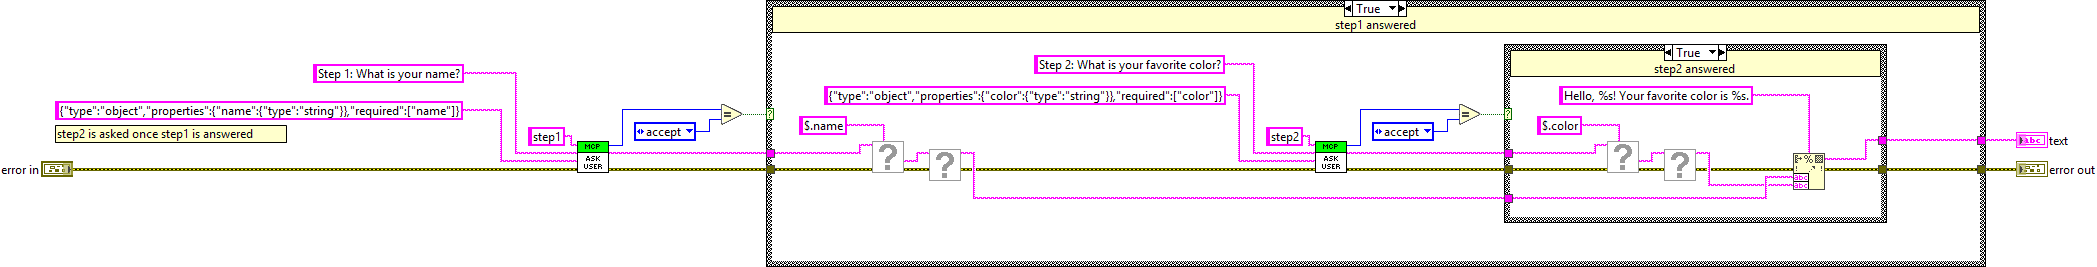 True
step1 answered
Step 1: What is your name?
{"type":"object","properties":{"name":{"type":"string"}},"required":["name"]}
step2 is asked once step1 is answered
step1
accept
=
?
MCP
ASK
USER
error in
Step 2: What is your favorite color?
{"type":"object","properties":{"color":{"type":"string"}},"required":["color"]}
$.name
?
?
step2
accept
=
?
MCP
ASK
USER
True
step2 answered
Hello, %s! Your favorite color is %s.
$.color
?
?
abc
abc
abc
text
error out